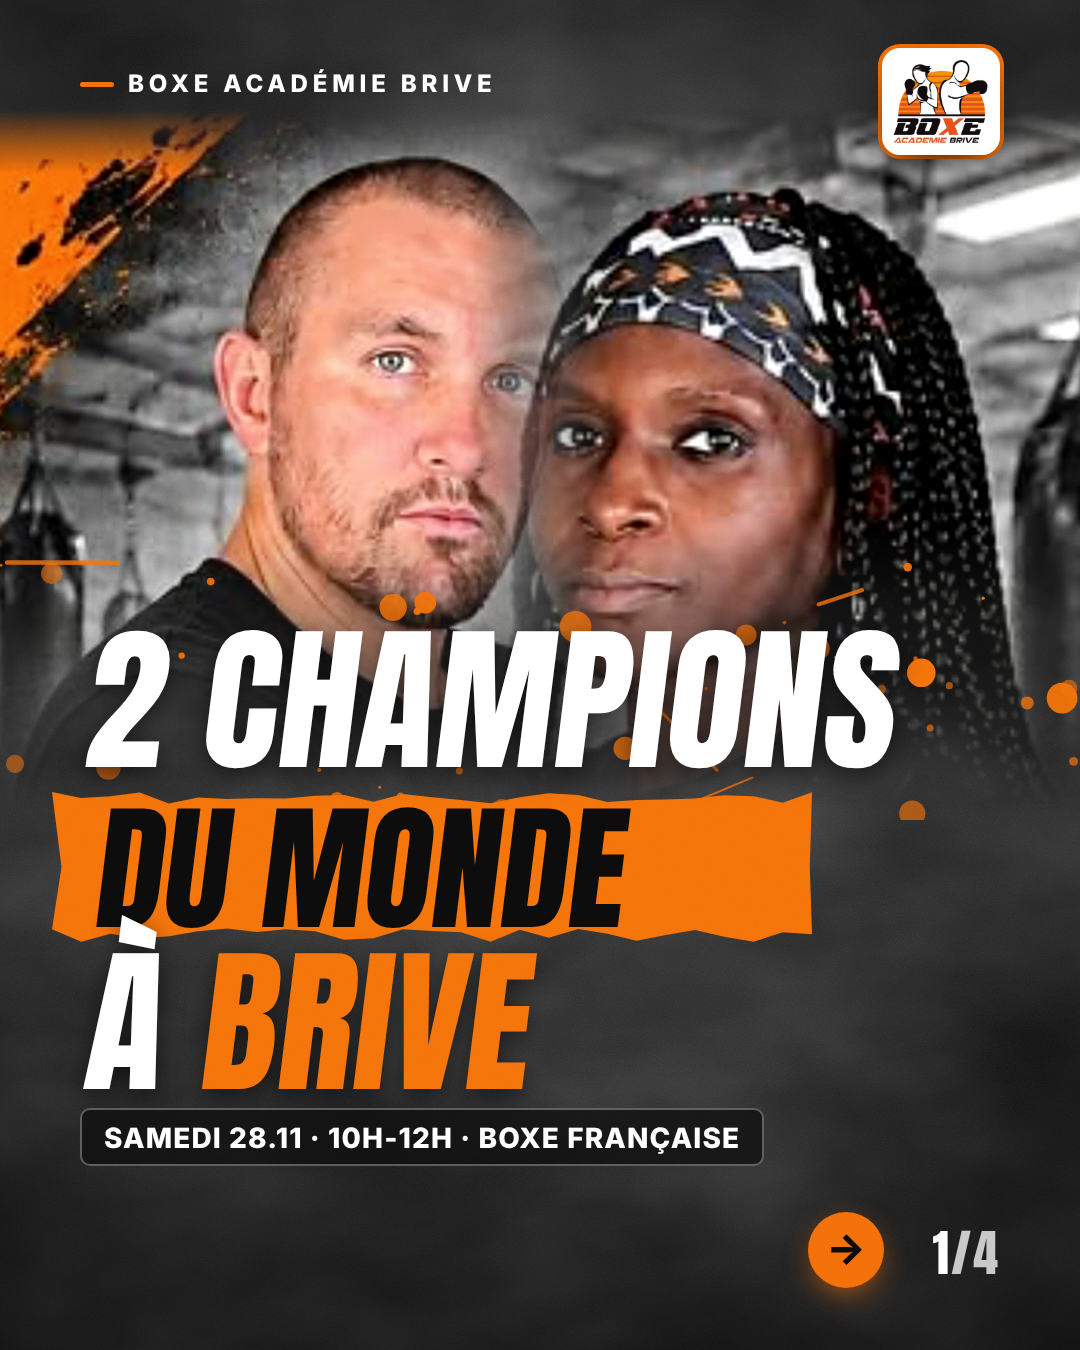 BOXE ACADÉMIE BRIVE
BOXE
ACADEMIE BRIVE
2 CHAMPIONS
DU MONDE
À BRIVE
SAMEDI 28.11 · 10H-12H · BOXE FRANÇAISE
1/4